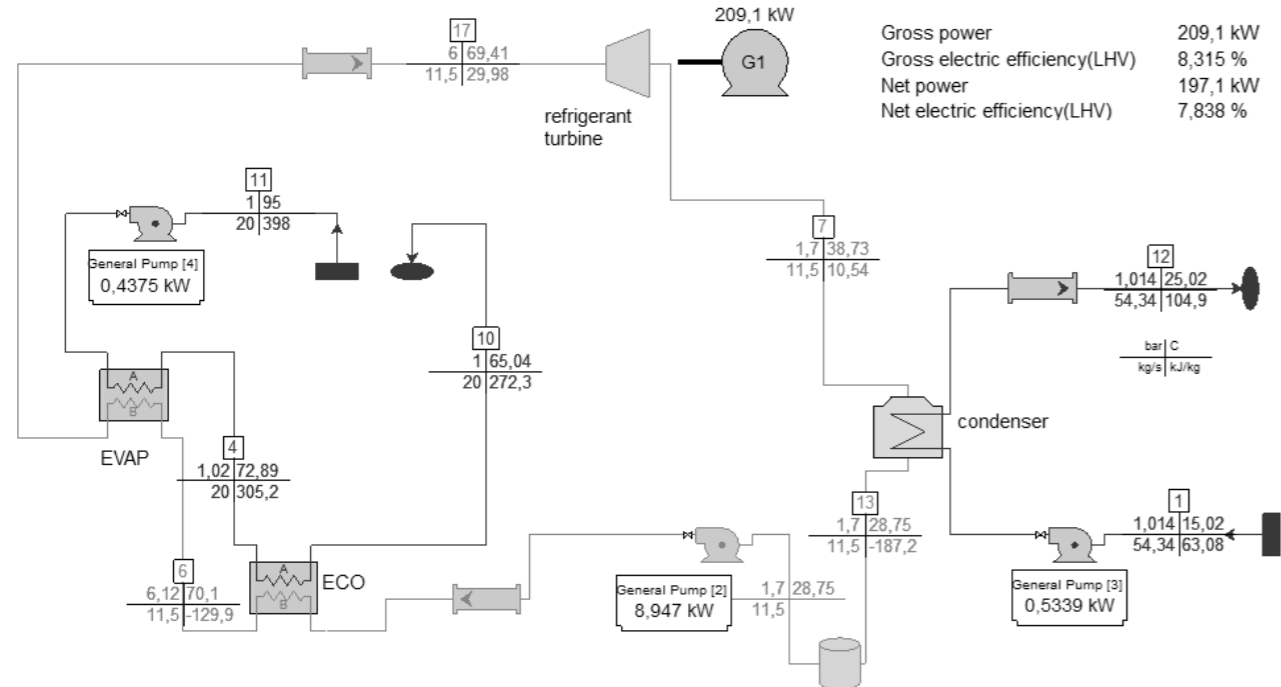 209,1 kW
G1
Gross power 209,1 kW
Gross electric efficiency(LHV) 8,315 %
Net power 197,1 kW
Net electric efficiency(LHV) 7,838 %
17
6 69,41
11,5 29,98
refrigerant
turbine
11
1 95
20 398
General Pump [4]
0,4375 kW
7
1,7 38,73
11,5 10,54
12
1,014 25,02
54,34 104,9
bar C
kg/s kJ/kg
10
1 65,04
20 272,3
A
B
EVAP
4
1,02 72,89
20 305,2
condenser
13
1,7 28,75
11,5 -187,2
1
1,014 15,02
54,34 63,08
6
6,12 70,1
11,5 -129,9
A
B
ECO
General Pump [2]
8,947 kW
1,7 28,75
11,5
General Pump [3]
0,5339 kW